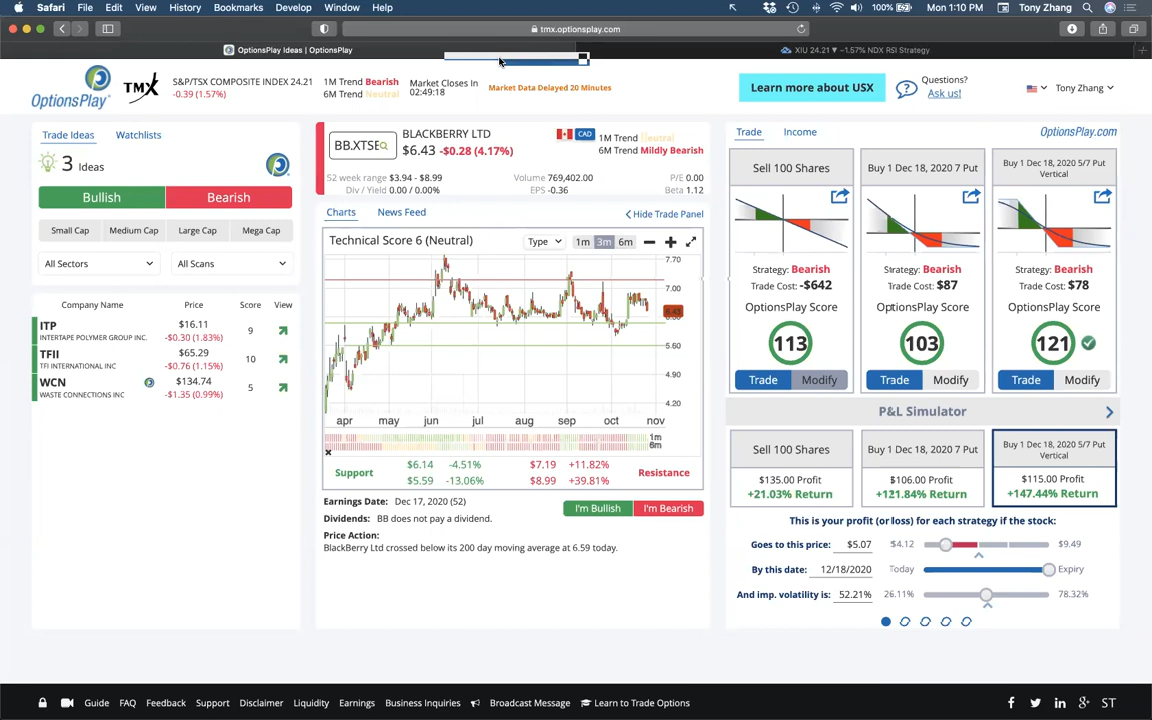 Safari File Edit View History Bookmarks Develop Window Help 100% Mon 1:10 PM Tony Zhang
tmx.optionsplay.com
OptionsPlay Ideas | OptionsPlay
XIU 24.21 ▼ −1.57% NDX RSI Strategy
OptionsPlay
TMX
S&P/TSX COMPOSITE INDEX 24.21
-0.39 (1.57%)
1M Trend Bearish
6M Trend Neutral
Market Closes In
02:49:18
Market Data Delayed 20 Minutes
Learn more about USX
Questions?
Ask us!
Tony Zhang
Trade Ideas Watchlists
3 Ideas
Bullish Bearish
Small Cap Medium Cap Large Cap Mega Cap
All Sectors All Scans
Company Name Price Score View
ITP $16.11 9
INTERTAPE POLYMER GROUP INC. -$0.30 (1.83%)
TFII $65.29 10
TFI INTERNATIONAL INC -$0.76 (1.15%)
WCN $134.74 5
WASTE CONNECTIONS INC -$1.35 (0.99%)
BB.XTSE
BLACKBERRY LTD
$6.43 -$0.28 (4.17%)
CAD
1M Trend Neutral
6M Trend Mildly Bearish
52 week range $3.94 - $8.99 Volume 769,402.00 P/E 0.00
Div / Yield 0.00 / 0.00% EPS -0.36 Beta 1.12
Charts News Feed Hide Trade Panel
Technical Score 6 (Neutral) Type 1m 3m 6m
7.70
7.00
6.43
5.60
4.90
4.20
apr may jun jul aug sep oct nov
1m
6m
Support $6.14 -4.51% $7.19 +11.82% Resistance
$5.59 -13.06% $8.99 +39.81%
Earnings Date: Dec 17, 2020 (52)
I'm Bullish I'm Bearish
Dividends: BB does not pay a dividend.
Price Action:
BlackBerry Ltd crossed below its 200 day moving average at 6.59 today.
Trade Income OptionsPlay.com
Sell 100 Shares
Strategy: Bearish
Trade Cost: -$642
OptionsPlay Score
113
Trade Modify
Buy 1 Dec 18, 2020 7 Put
Strategy: Bearish
Trade Cost: $87
OptionsPlay Score
103
Trade Modify
Buy 1 Dec 18, 2020 5/7 Put
Vertical
Strategy: Bearish
Trade Cost: $78
OptionsPlay Score
121
Trade Modify
P&L Simulator
Sell 100 Shares
$135.00 Profit
+21.03% Return
Buy 1 Dec 18, 2020 7 Put
$106.00 Profit
+121.84% Return
Buy 1 Dec 18, 2020 5/7 Put
Vertical
$115.00 Profit
+147.44% Return
This is your profit (or loss) for each strategy if the stock:
Goes to this price: $5.07 $4.12 $9.49
By this date: 12/18/2020 Today Expiry
And imp. volatility is: 52.21% 26.11% 78.32%
Guide FAQ Feedback Support Disclaimer Liquidity Earnings Business Inquiries Broadcast Message Learn to Trade Options ST